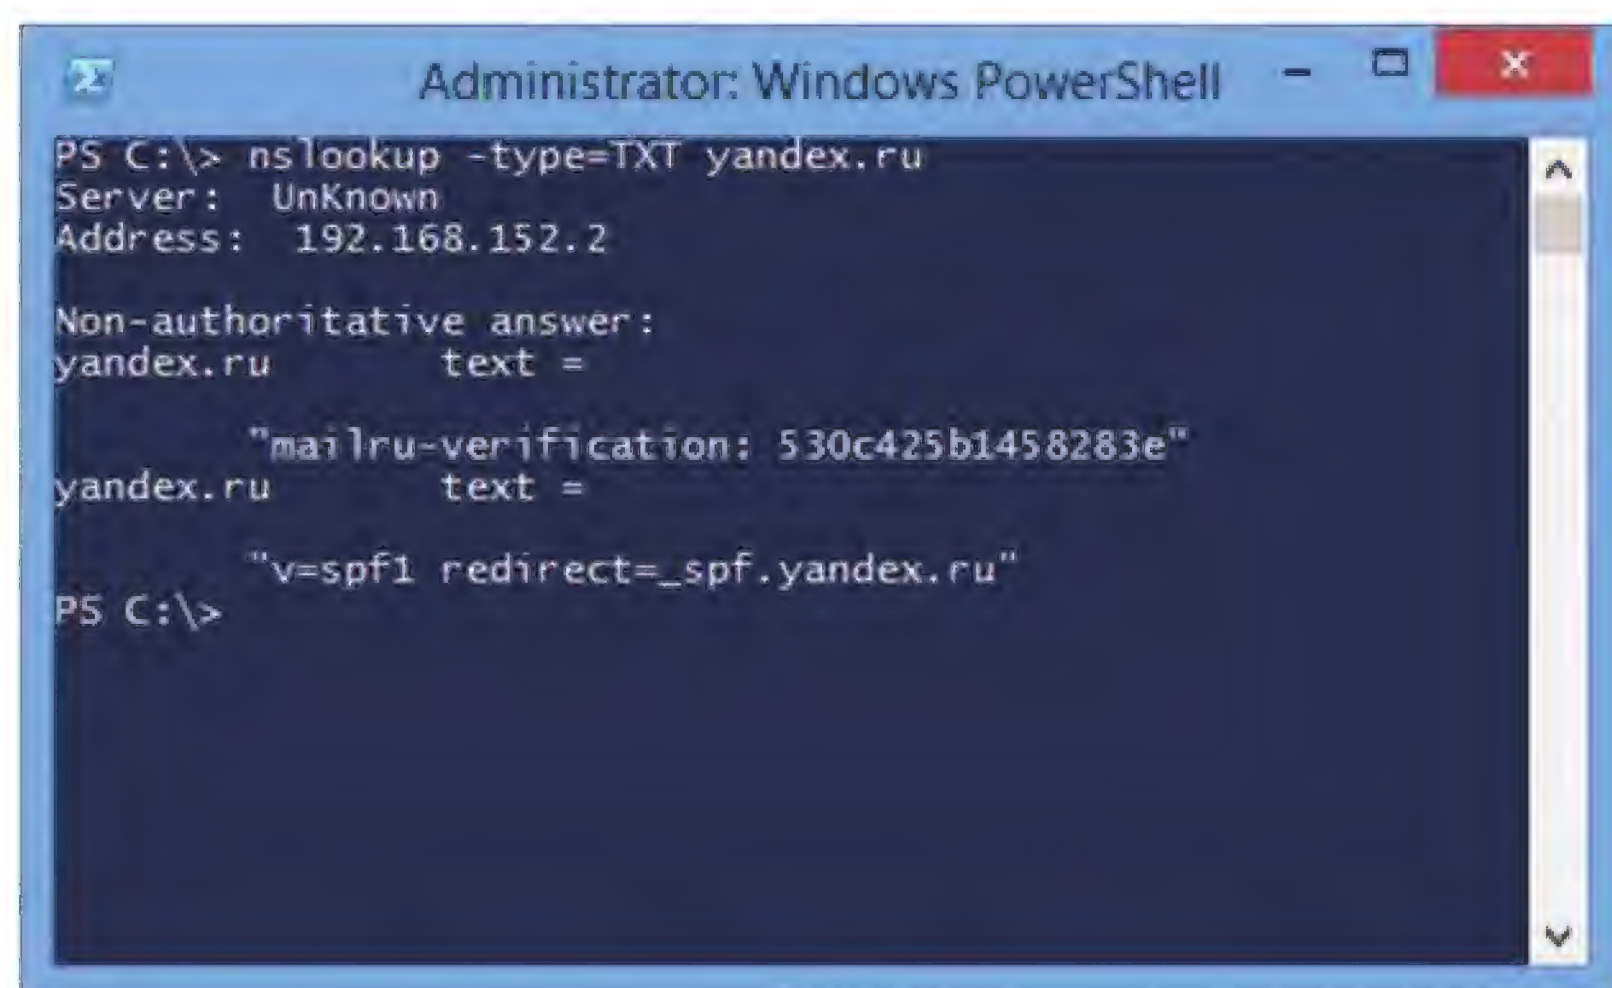 Administrator: Windows PowerShell
PS C:\> nslookup -type=TXT yandex.ru
Server:  UnKnown
Address:  192.168.152.2
Non-authoritative answer:
yandex.ru       text =
"mailru-verification: 530c425b1458283e"
yandex.ru       text =
"v=spf1 redirect=_spf.yandex.ru"
PS C:\>